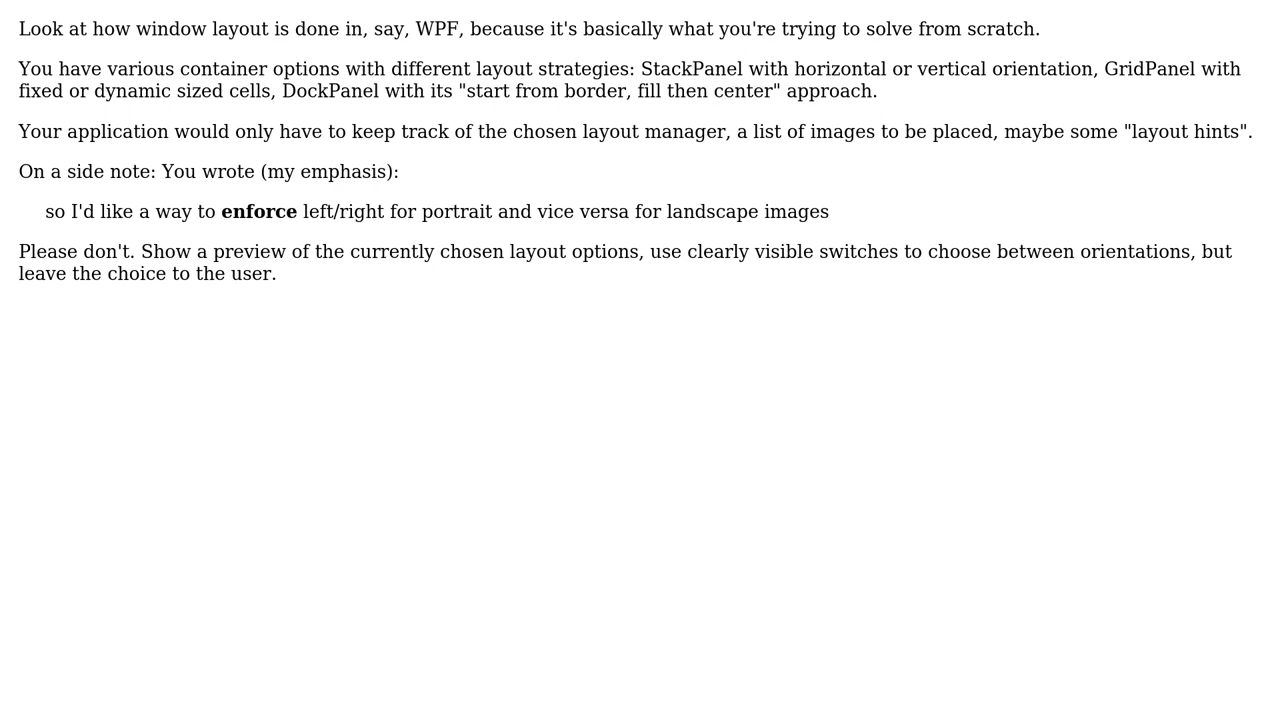 Look at how window layout is done in, say, WPF, because it's basically what you're trying to solve from scratch.
You have various container options with different layout strategies: StackPanel with horizontal or vertical orientation, GridPanel with
fixed or dynamic sized cells, DockPanel with its "start from border, fill then center" approach.
Your application would only have to keep track of the chosen layout manager, a list of images to be placed, maybe some "layout hints".
On a side note: You wrote (my emphasis):
so I'd like a way to enforce left/right for portrait and vice versa for landscape images
Please don't. Show a preview of the currently chosen layout options, use clearly visible switches to choose between orientations, but
leave the choice to the user.